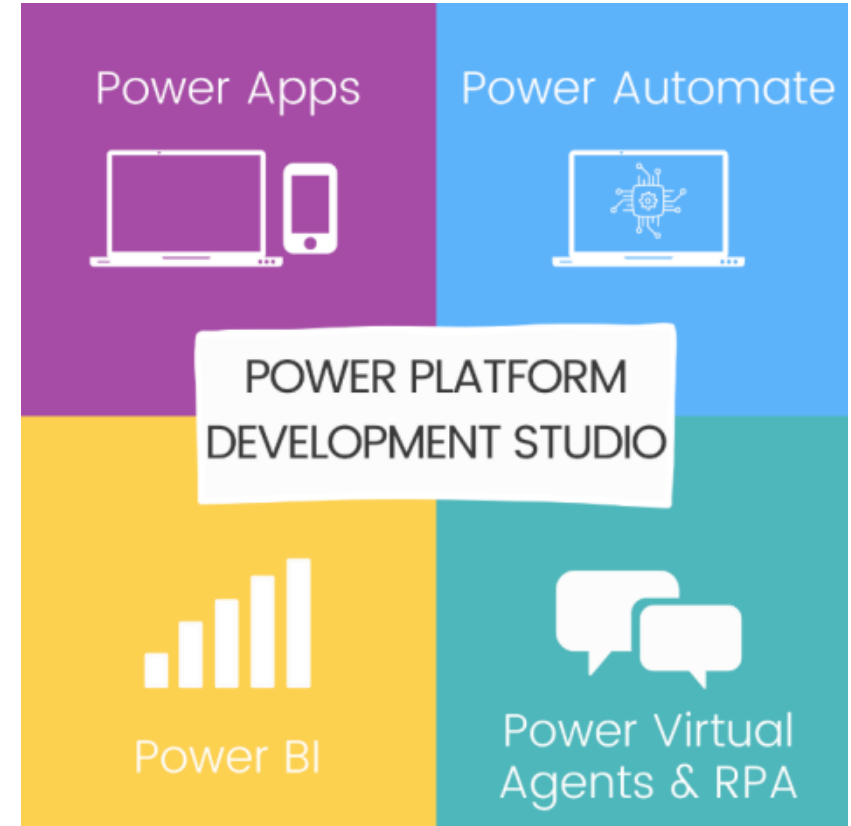 Power Apps
Power Automate
POWER PLATFORM
DEVELOPMENT STUDIO
Power BI
Power Virtual
Agents & RPA